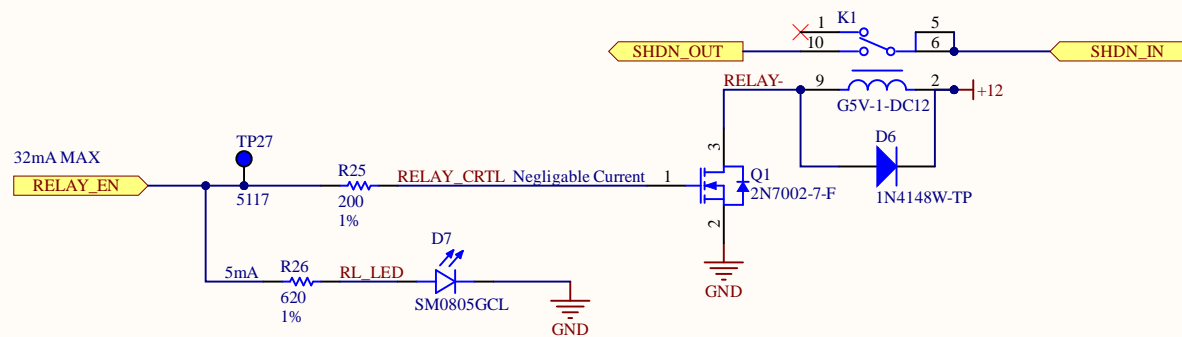 K1
1
5
SHDN_OUT
10
6
SHDN_IN
RELAY-
9
2
+12
G5V-1-DC12
TP27
D6
32mA MAX
3
R25
RELAY_EN
RELAY_CRTL
Negligable Current
1
Q1
5117
200
2N7002-7-F
1N4148W-TP
1%
2
D7
R26
5mA
RL_LED
GND
620
SM0805GCL
1%
GND